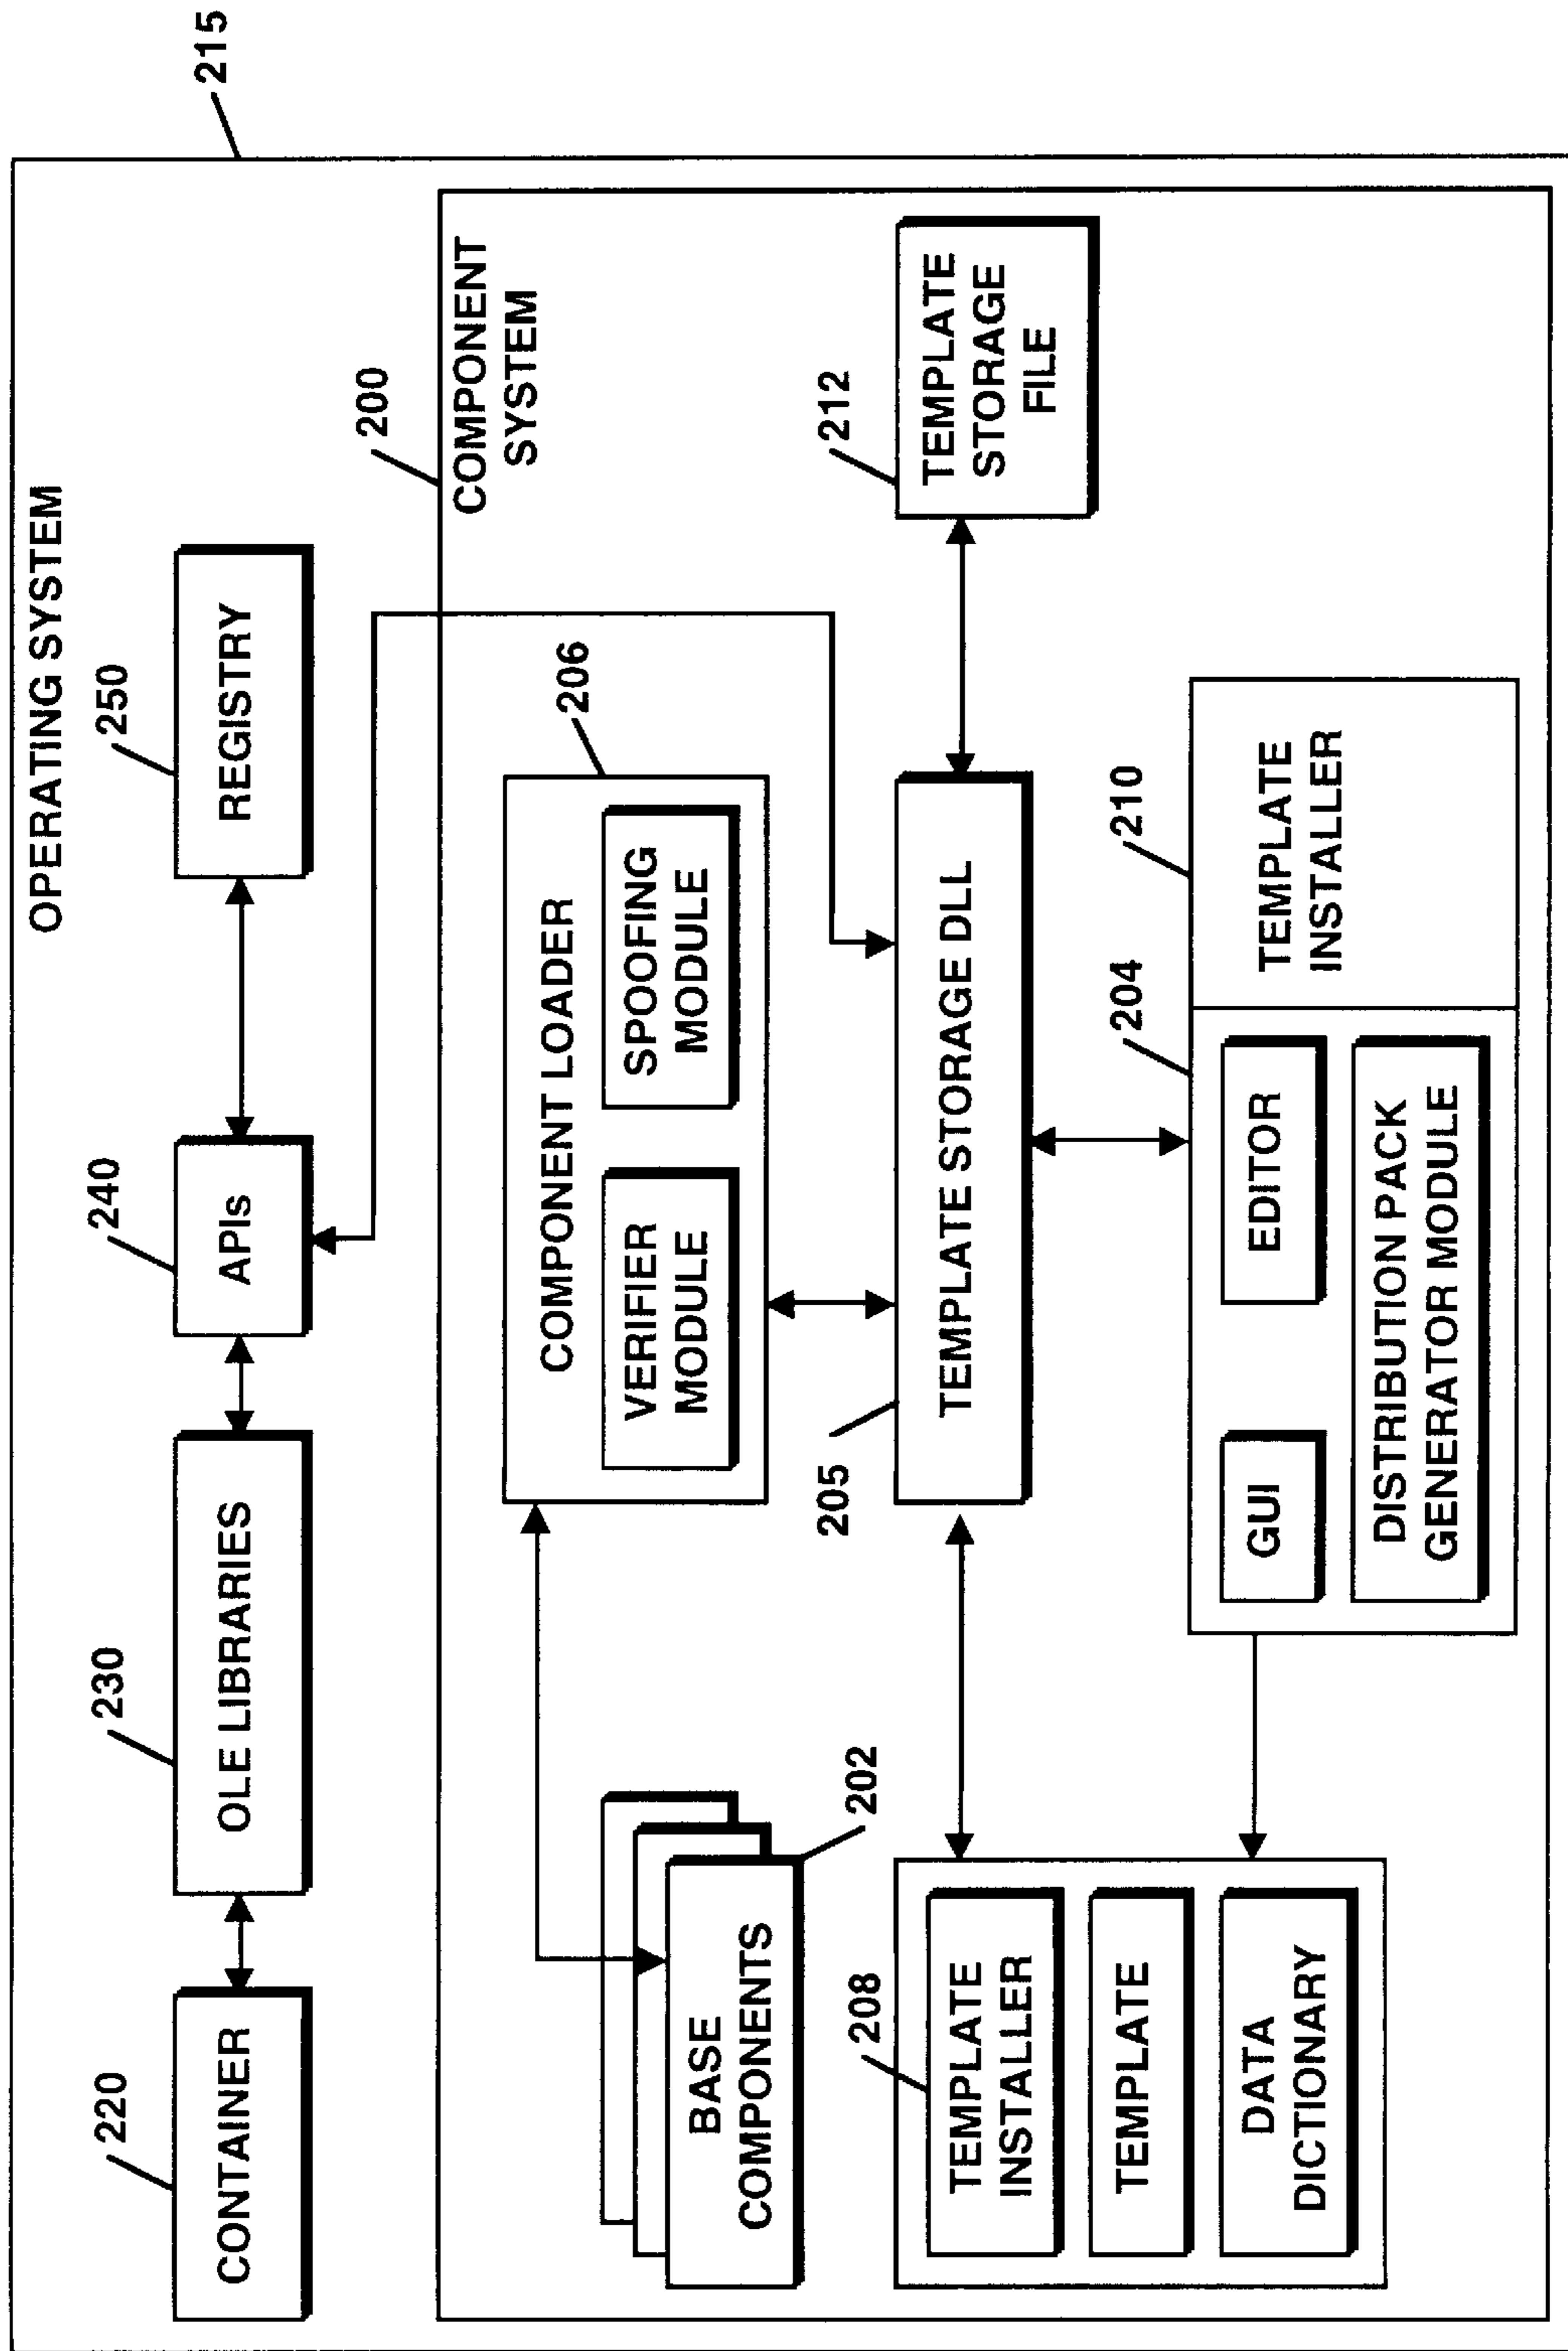 OPERATING SYSTEM
215
220
CONTAINER
230
OLE LIBRARIES
240
APIs
250
REGISTRY
200
COMPONENT
SYSTEM
206
COMPONENT LOADER
VERIFIER
MODULE
SPOOFING
MODULE
BASE
COMPONENTS
202
205
TEMPLATE STORAGE DLL
212
TEMPLATE
STORAGE
FILE
208
TEMPLATE
INSTALLER
TEMPLATE
DATA
DICTIONARY
204
GUI
EDITOR
DISTRIBUTION PACK
GENERATOR MODULE
210
TEMPLATE
INSTALLER